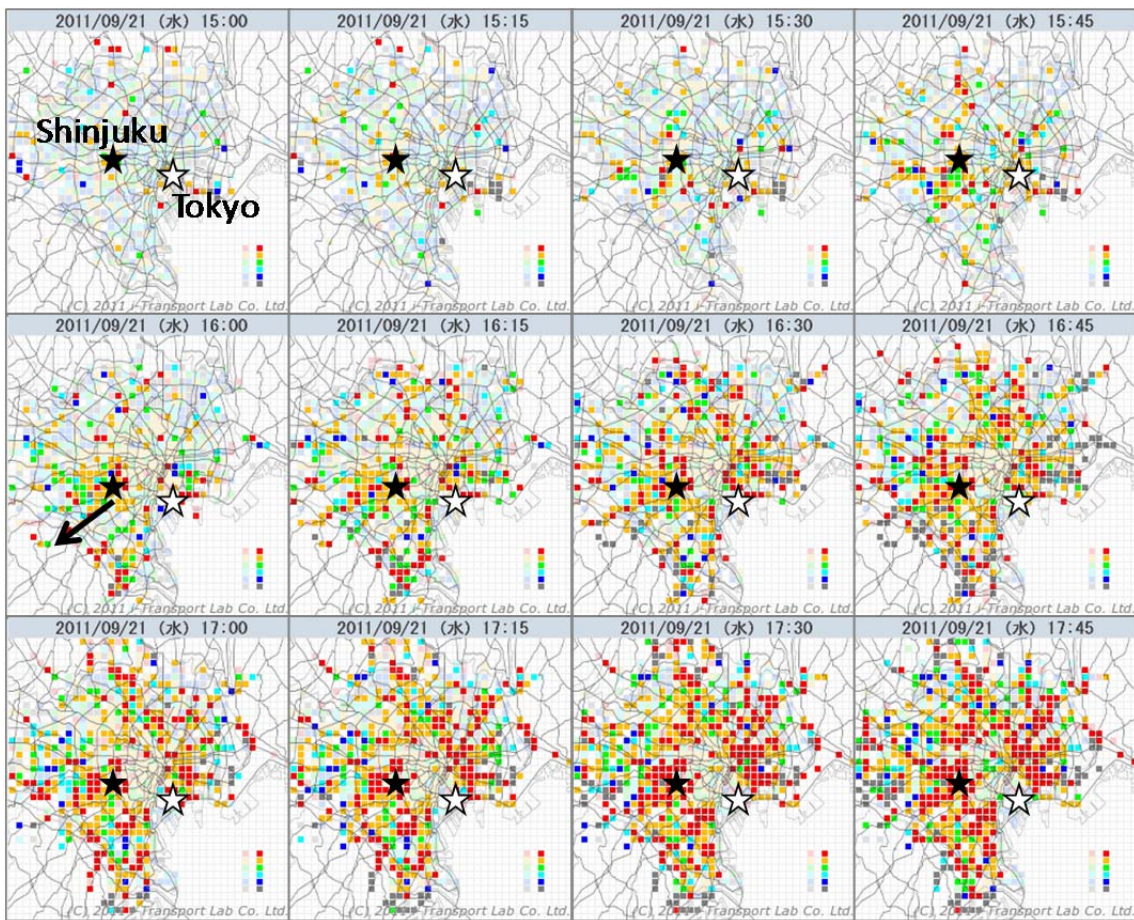 2011/09/21 (水) 15:00
2011/09/21 (水) 15:15
2011/09/21 (水) 15:30
2011/09/21 (水) 15:45
Shinjuku
Tokyo
(C) 2011 i-Transport Lab Co. Ltd.
(C) 2011 i-Transport Lab Co. Ltd.
(C) 2011 i-Transport Lab Co. Ltd.
(C) 2011 i-Transport Lab Co. Ltd.
2011/09/21 (水) 16:00
2011/09/21 (水) 16:15
2011/09/21 (水) 16:30
2011/09/21 (水) 16:45
(C) 2011 i-Transport Lab Co. Ltd.
(C) 2011 i-Transport Lab Co. Ltd.
(C) 2011 i-Transport Lab Co. Ltd.
(C) 2011 i-Transport Lab Co. Ltd.
2011/09/21 (水) 17:00
2011/09/21 (水) 17:15
2011/09/21 (水) 17:30
2011/09/21 (水) 17:45
(C) 2011 i-Transport Lab Co. Ltd.
(C) 2011 i-Transport Lab Co. Ltd.
(C) 2011 i-Transport Lab Co. Ltd.
(C) 2011 i-Transport Lab Co. Ltd.